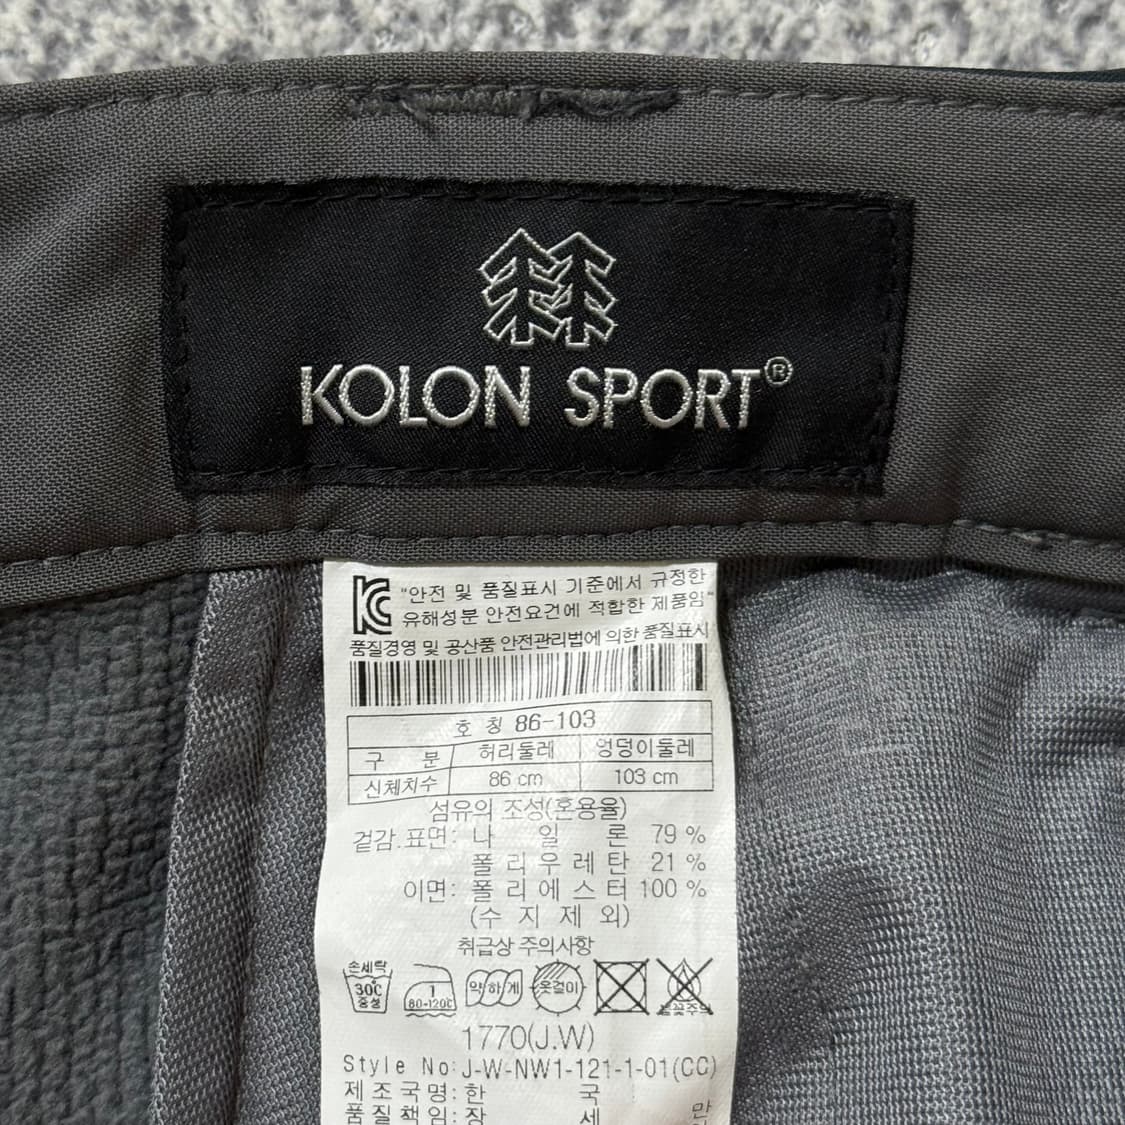 KOLON SPORT®
"안전 및 품질표시 기준에서 규정한
유해성분 안전요건에 적합한 제품임"
품질경영 및 공산품 안전관리법에 의한 품질표시
호 칭 86-103
구 분 허리둘레 엉덩이둘레
신체치수 86 cm 103 cm
섬유의 조성(혼용율)
겉감.표면: 나 일 론 79 %
폴 리 우 레 탄 21 %
이면: 폴 리 에 스 터 100 %
(수 지 제 외)
취급상 주의사항
손세탁 30℃ 중성
1 80-120℃
약하게
옷걸이
불꽃주의
1770(J.W)
Style No: J-W-NW1-121-1-01(CC)
제 조 국 명: 한 국
품 질 책 임: 장 세 만